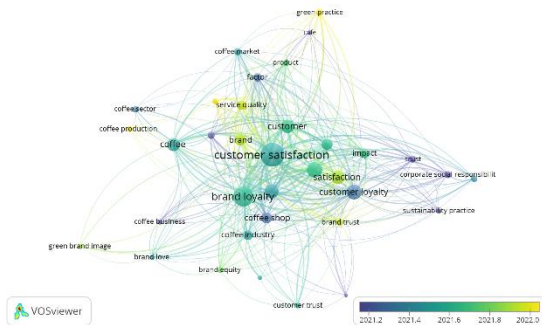 green practice
cafe
coffee market
product
factor
coffee sector
service quality
coffee production
customer
brand
coffee
customer satisfaction
impact
trust
satisfaction
corporate social responsibilit
customer loyalty
brand loyalty
sustainability practice
coffee shop
coffee business
brand trust
coffee industry
green brand image
brand love
brand equity
customer trust
VOSviewer
2021.2 2021.4 2021.6 2021.8 2022.0